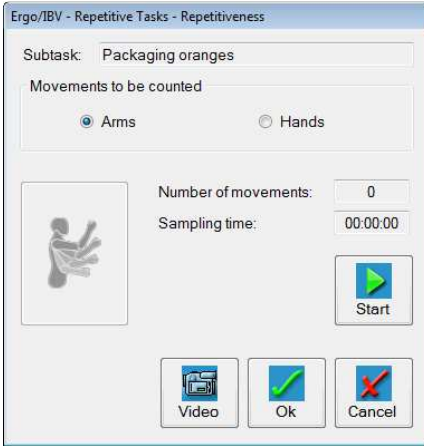 Ergo/IBV - Repetitive Tasks - Repetitiveness
Subtask: Packaging oranges
Movements to be counted
Arms Hands
Number of movements: 0
Sampling time: 00:00:00
Start
Video Ok Cancel